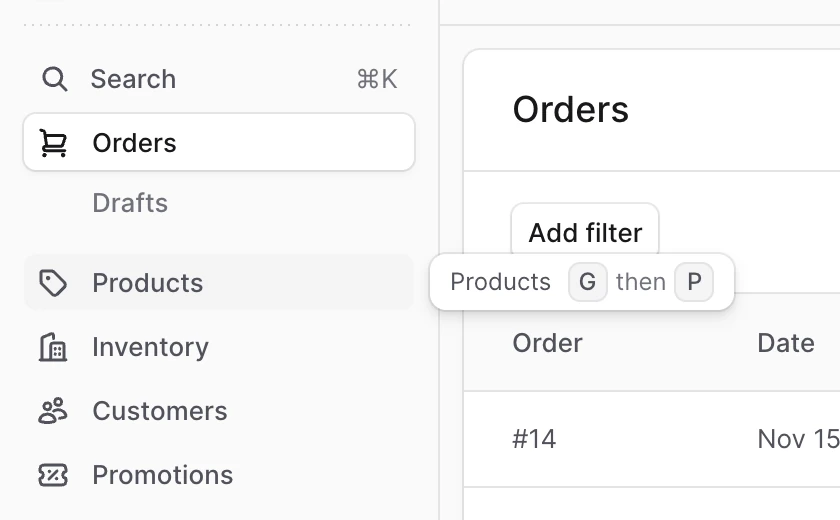 Search ⌘K
Orders
Drafts
Products
Inventory
Customers
Promotions
Orders
Add filter
Products G then P
Order Date
#14 Nov 15